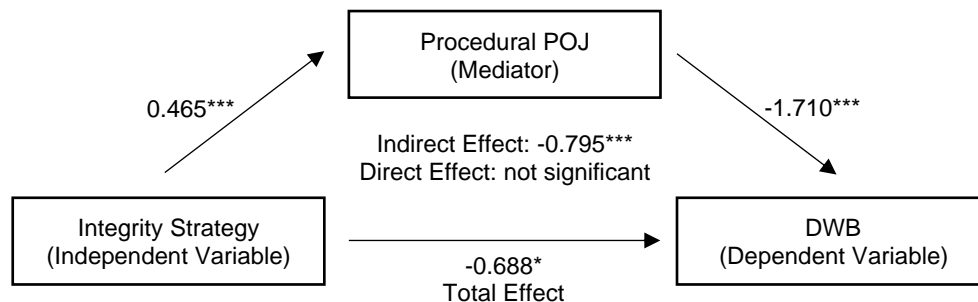 Procedural POJ
(Mediator)
0.465***
-1.710***
Indirect Effect: -0.795***
Direct Effect: not significant
Integrity Strategy
(Independent Variable)
DWB
(Dependent Variable)
-0.688*
Total Effect